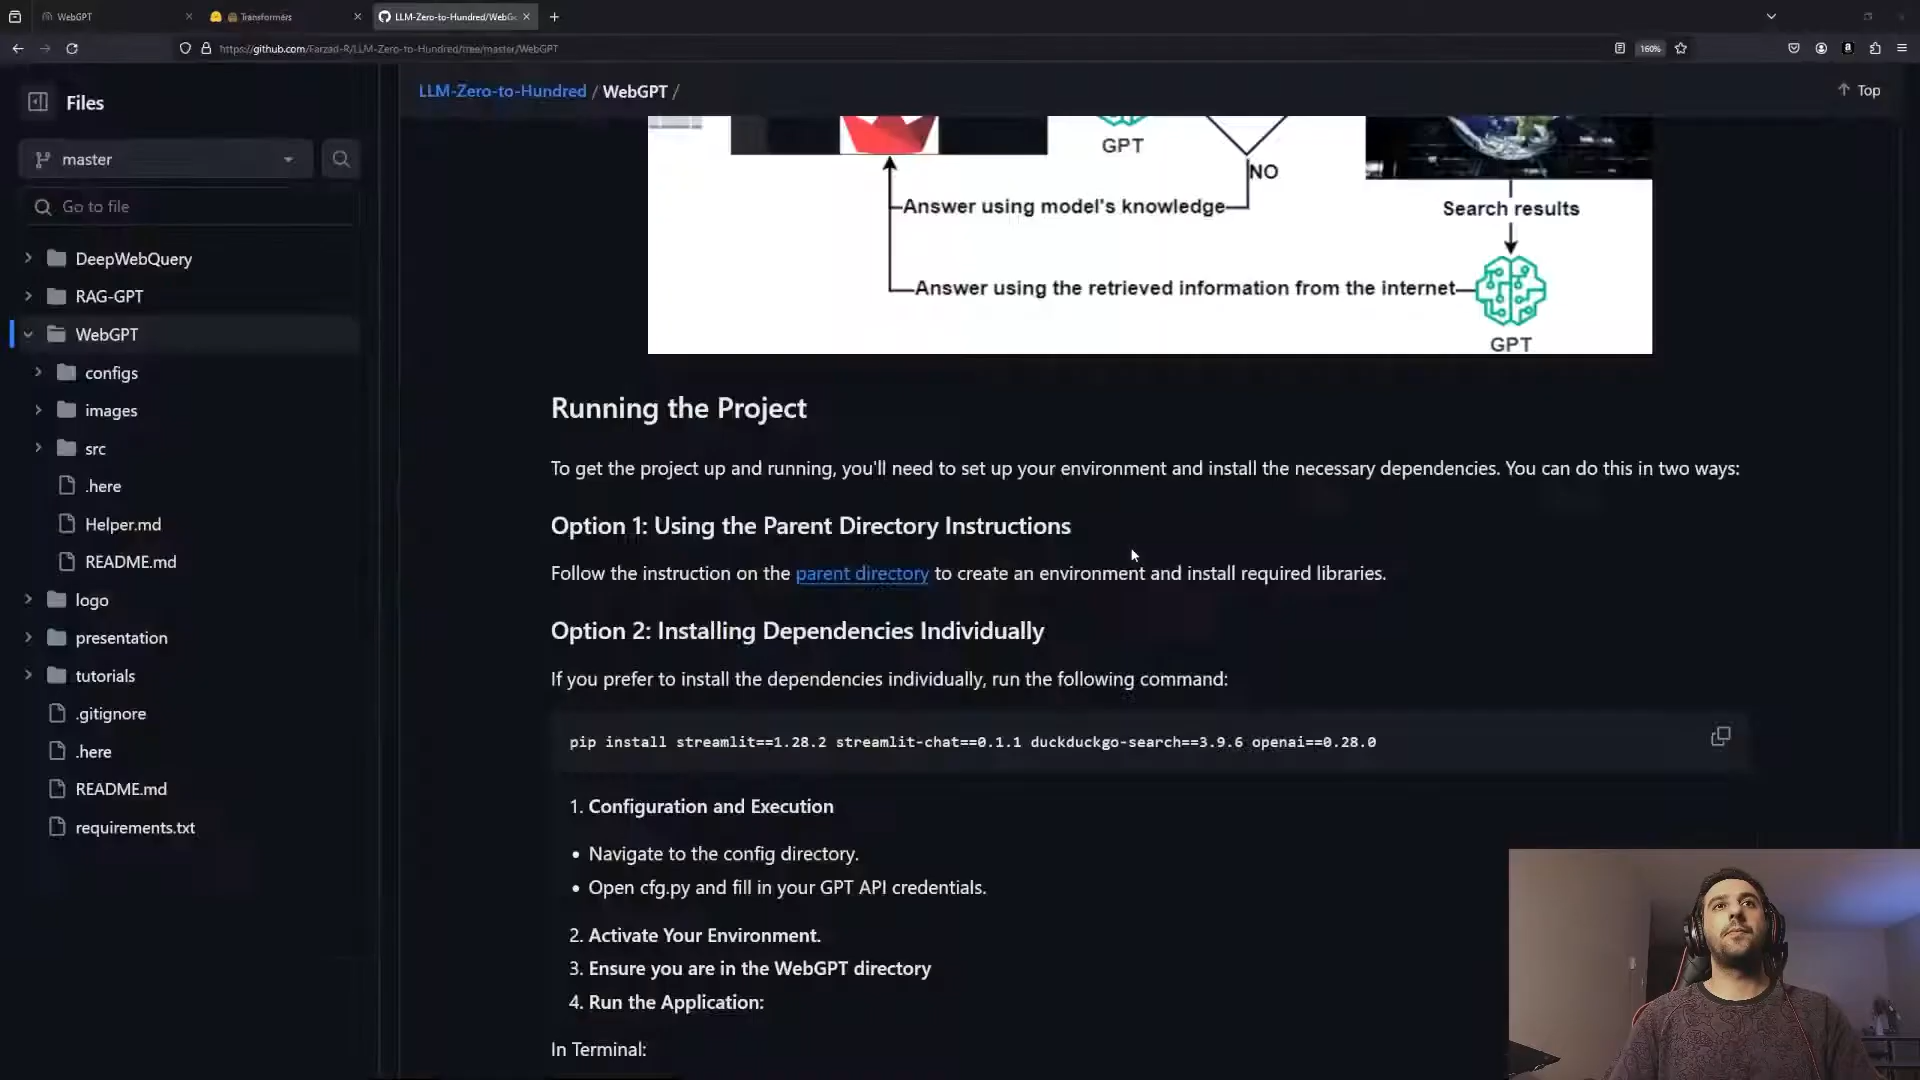 WebGPT
Transformers
LLM-Zero-to-Hundred/WebG
https://github.com/Farzad-R/LLM-Zero-to-Hundred/tree/master/WebGPT
160%
Files
master
Go to file
DeepWebQuery
RAG-GPT
WebGPT
configs
images
src
.here
Helper.md
README.md
logo
presentation
tutorials
.gitignore
.here
README.md
requirements.txt
LLM-Zero-to-Hundred / WebGPT /
Top
GPT
NO
Answer using model's knowledge
Search results
Answer using the retrieved information from the internet
GPT
Running the Project
To get the project up and running, you'll need to set up your environment and install the necessary dependencies. You can do this in two ways:
Option 1: Using the Parent Directory Instructions
Follow the instruction on the parent directory to create an environment and install required libraries.
Option 2: Installing Dependencies Individually
If you prefer to install the dependencies individually, run the following command:
pip install streamlit==1.28.2 streamlit-chat==0.1.1 duckduckgo-search==3.9.6 openai==0.28.0
1. Configuration and Execution
• Navigate to the config directory.
• Open cfg.py and fill in your GPT API credentials.
2. Activate Your Environment.
3. Ensure you are in the WebGPT directory
4. Run the Application:
In Terminal: